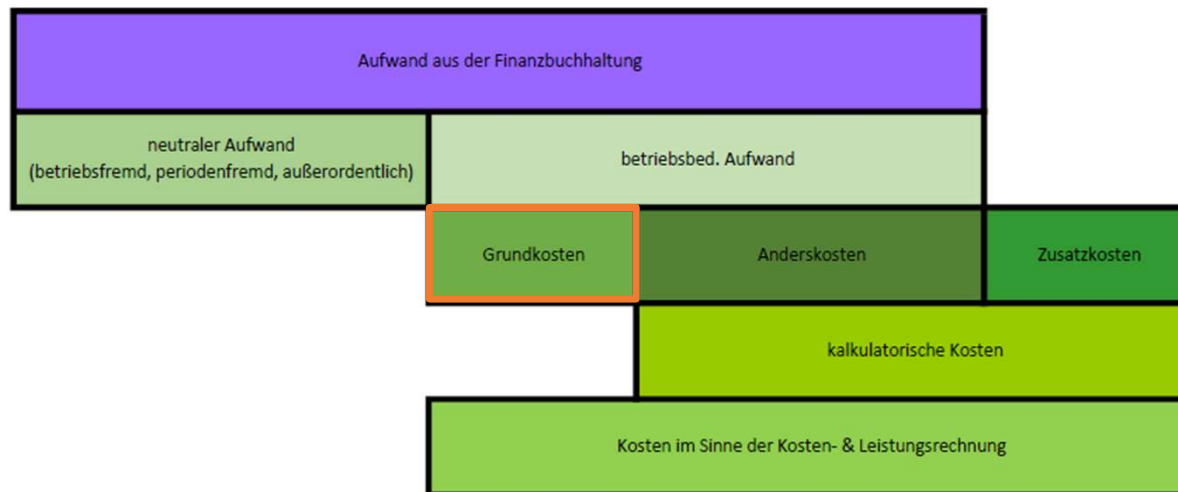 Aufwand aus der Finanzbuchhaltung
neutraler Aufwand
(betriebsfremd, periodenfremd, außerordentlich)
betriebsbed. Aufwand
Grundkosten
Anderskosten
Zusatzkosten
kalkulatorische Kosten
Kosten im Sinne der Kosten- & Leistungsrechnung